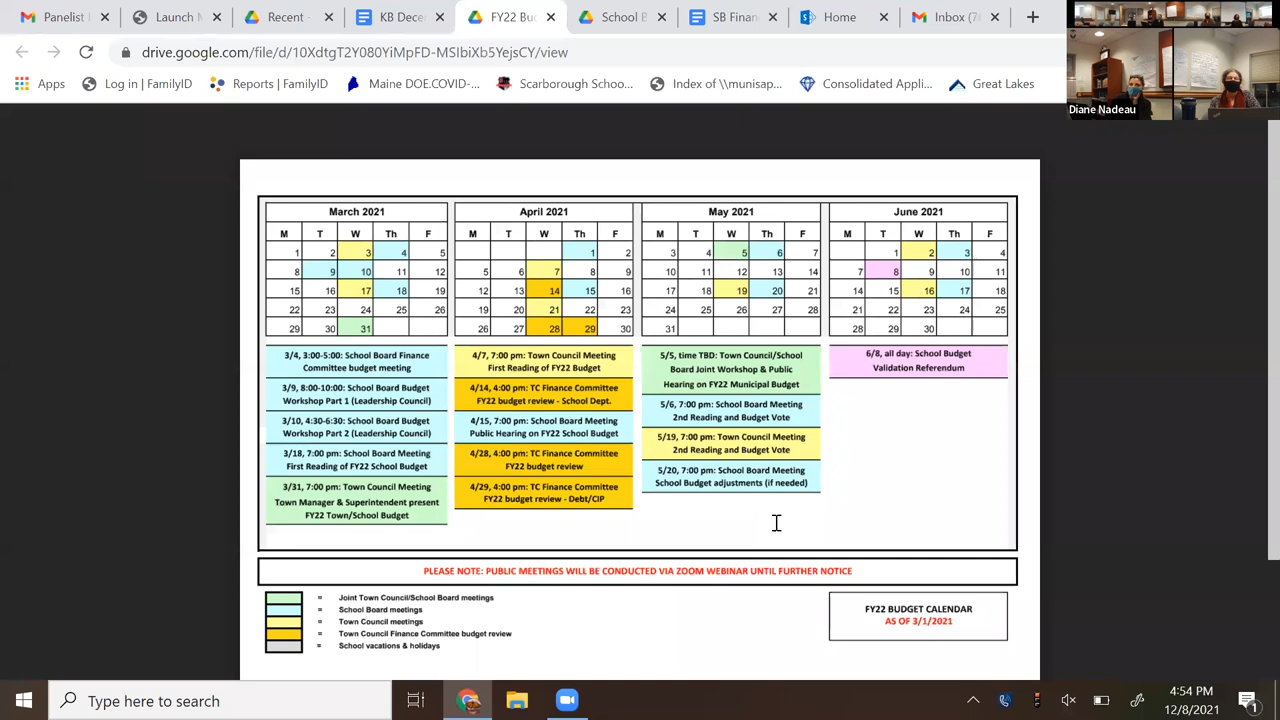 Panelist
Launch M
Recent -
KB Dece
FY22 Bu
School B
SB Finan
Home
Inbox (7
drive.google.com/file/d/10XdtgT2Y080YiMpFD-MSIbiXb5YejsCY/view
Apps
Log in | FamilyID
Reports | FamilyID
Maine DOE.COVID-...
Scarborough Schoo...
Index of \\munisap...
Consolidated Appli...
Great Lakes
Diane Nadeau
March 2021
M T W Th F
1 2 3 4 5
8 9 10 11 12
15 16 17 18 19
22 23 24 25 26
29 30 31
3/4, 3:00-5:00: School Board Finance
Committee budget meeting
3/9, 8:00-10:00: School Board Budget
Workshop Part 1 (Leadership Council)
3/10, 4:30-6:30: School Board Budget
Workshop Part 2 (Leadership Council)
3/18, 7:00 pm: School Board Meeting
First Reading of FY22 School Budget
3/31, 7:00 pm: Town Council Meeting
Town Manager & Superintendent present
FY22 Town/School Budget
April 2021
M T W Th F
1 2
5 6 7 8 9
12 13 14 15 16
19 20 21 22 23
26 27 28 29 30
4/7, 7:00 pm: Town Council Meeting
First Reading of FY22 Budget
4/14, 4:00 pm: TC Finance Committee
FY22 budget review - School Dept.
4/15, 7:00 pm: School Board Meeting
Public Hearing on FY22 School Budget
4/28, 4:00 pm: TC Finance Committee
FY22 budget review
4/29, 4:00 pm: TC Finance Committee
FY22 budget review - Debt/CIP
May 2021
M T W Th F
3 4 5 6 7
10 11 12 13 14
17 18 19 20 21
24 25 26 27 28
31
5/5, time TBD: Town Council/School
Board Joint Workshop & Public
Hearing on FY22 Municipal Budget
5/6, 7:00 pm: School Board Meeting
2nd Reading and Budget Vote
5/19, 7:00 pm: Town Council Meeting
2nd Reading and Budget Vote
5/20, 7:00 pm: School Board Meeting
School Budget adjustments (if needed)
June 2021
M T W Th F
1 2 3 4
7 8 9 10 11
14 15 16 17 18
21 22 23 24 25
28 29 30
6/8, all day: School Budget
Validation Referendum
PLEASE NOTE: PUBLIC MEETINGS WILL BE CONDUCTED VIA ZOOM WEBINAR UNTIL FURTHER NOTICE
= Joint Town Council/School Board meetings
= School Board meetings
= Town Council meetings
= Town Council Finance Committee budget review
= School vacations & holidays
FY22 BUDGET CALENDAR
AS OF 3/1/2021
Type here to search
4:54 PM
12/8/2021
1